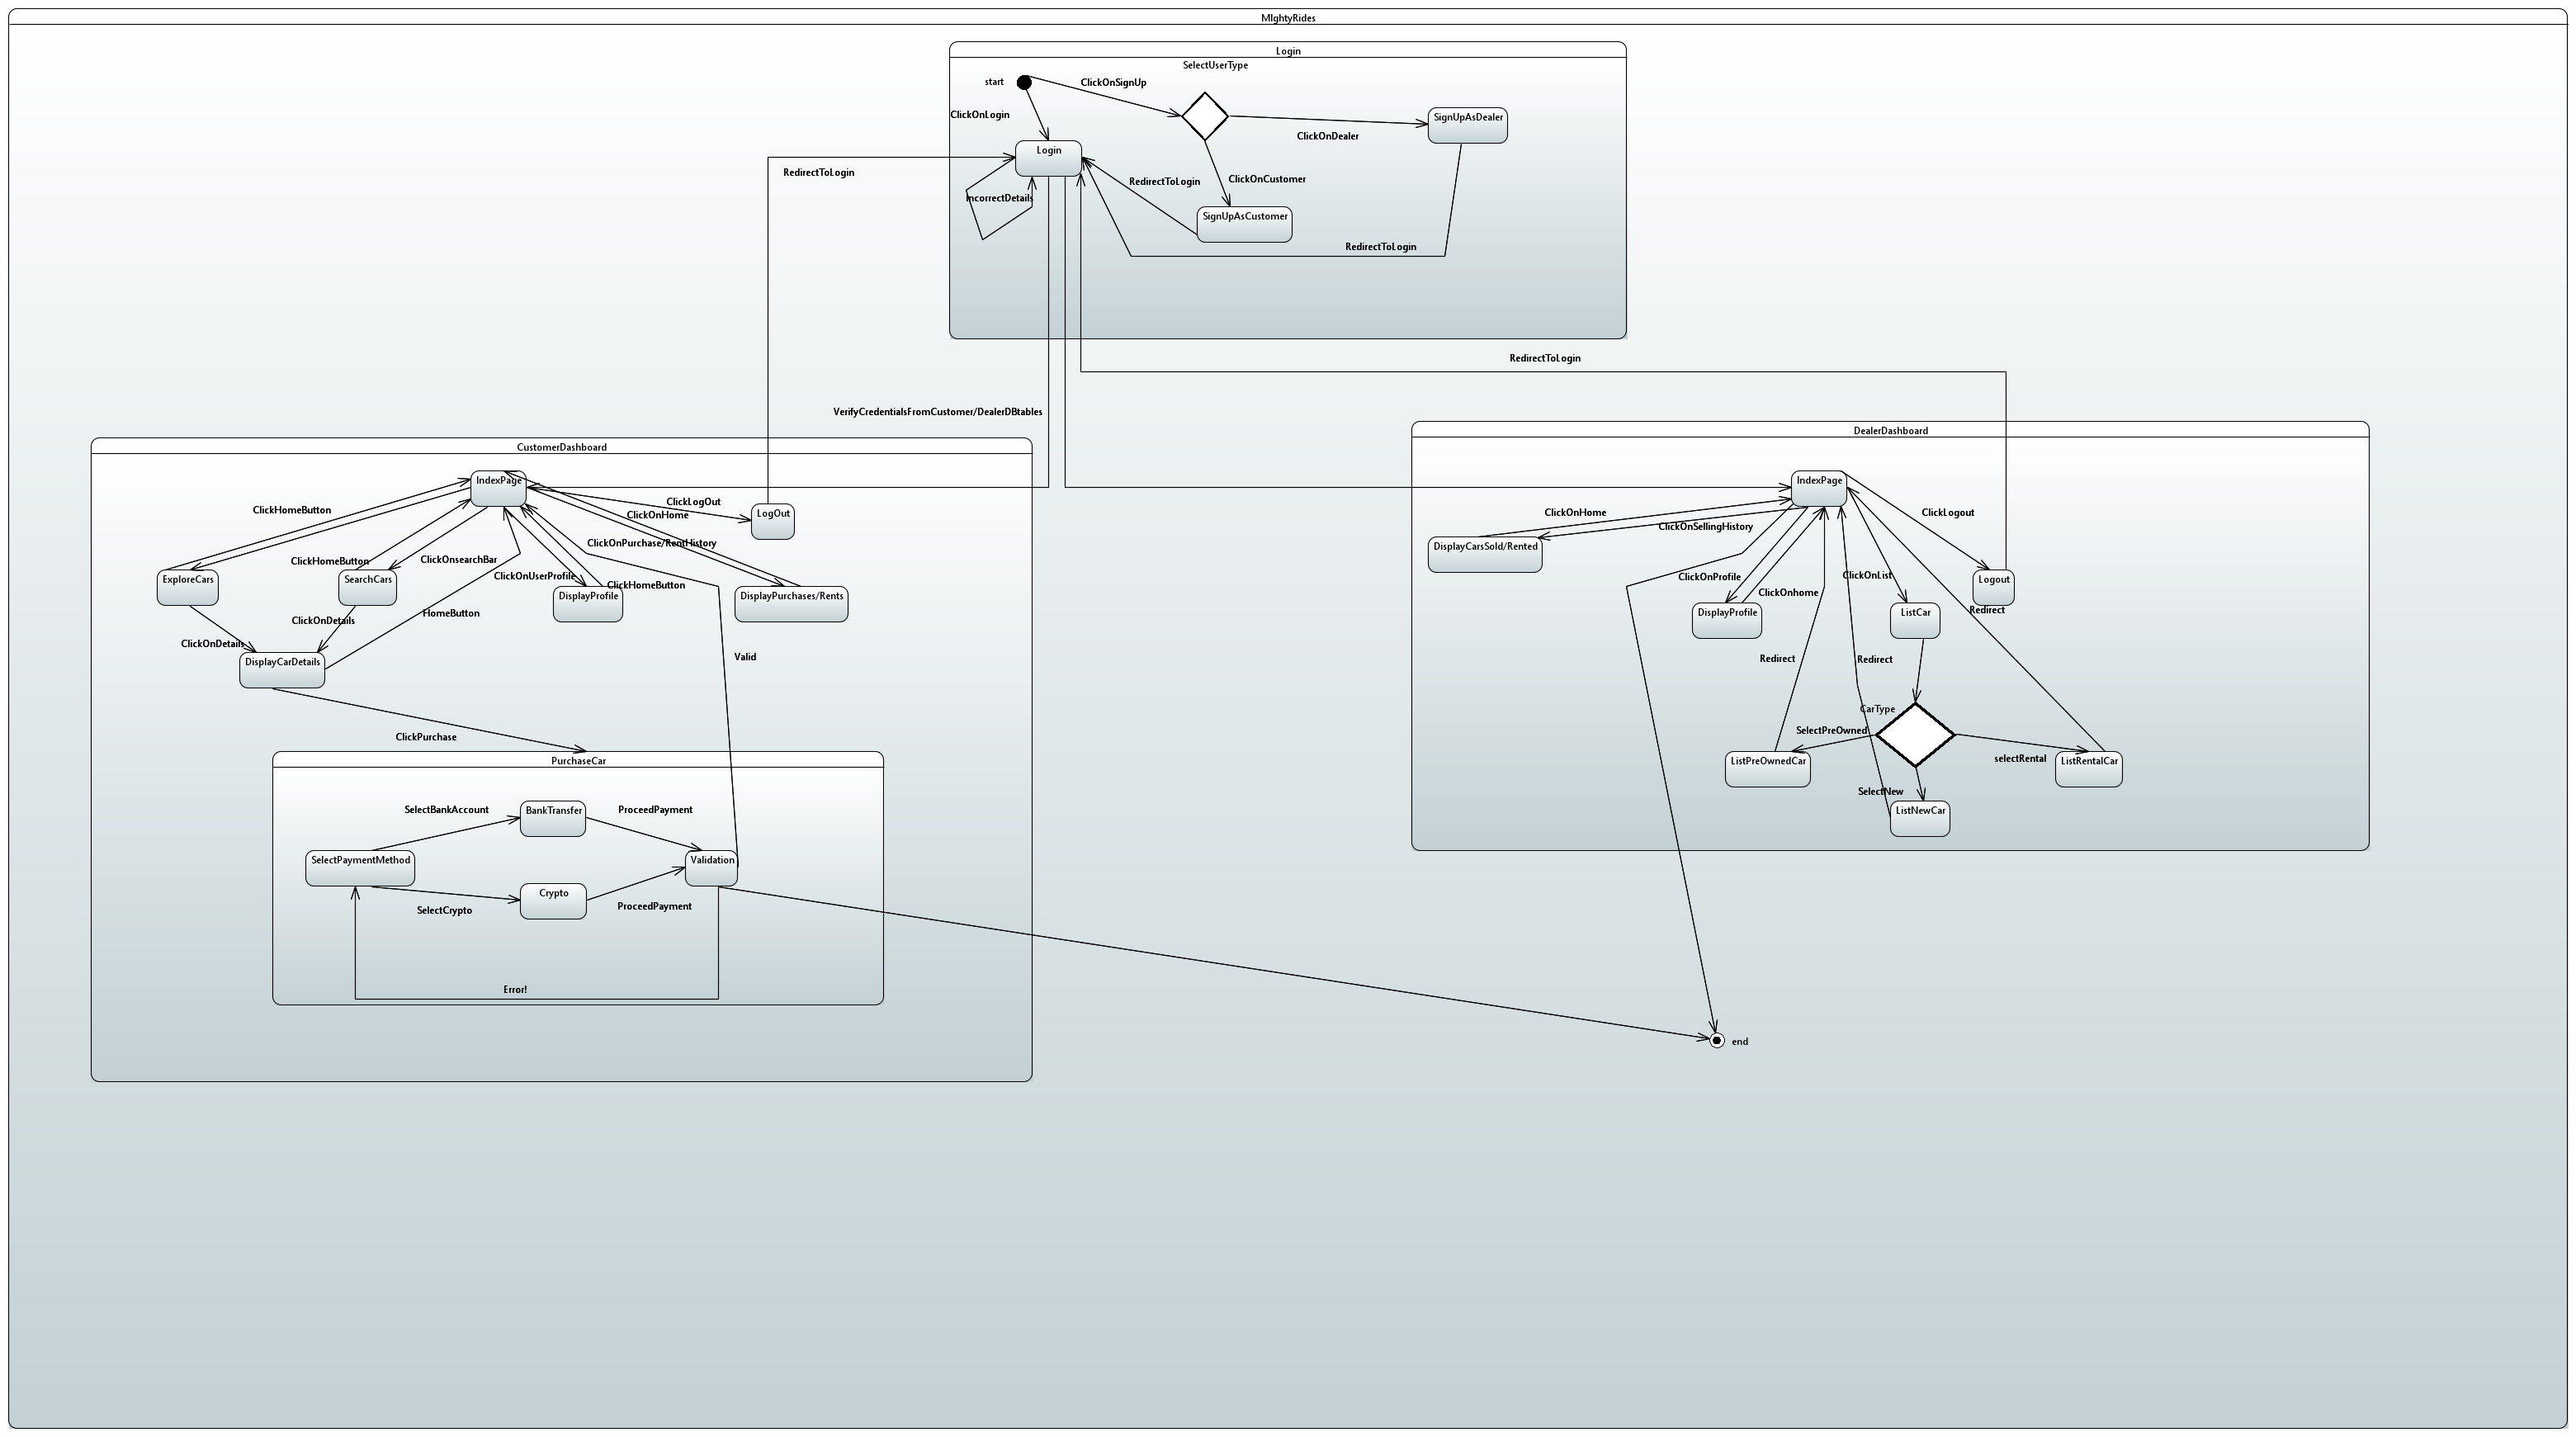 MIghtyRides
Login
SelectUserType
start
ClickOnSignUp
ClickOnLogin
SignUpAsDealer
ClickOnDealer
Login
RedirectToLogin
RedirectToLogin
ClickOnCustomer
IncorrectDetails
SignUpAsCustomer
RedirectToLogin
RedirectToLogin
VerifyCredentialsFromCustomer/DealerDBtables
CustomerDashboard
IndexPage
ClickLogOut
ClickHomeButton
ClickOnHome
LogOut
ClickOnPurchase/RentHistory
ClickHomeButton
ClickOnsearchBar
ExploreCars
SearchCars
ClickOnUserProfile
ClickHomeButton
DisplayProfile
DisplayPurchases/Rents
HomeButton
ClickOnDetails
ClickOnDetails
DisplayCarDetails
Valid
ClickPurchase
PurchaseCar
SelectBankAccount
BankTransfer
ProceedPayment
SelectPaymentMethod
Validation
Crypto
SelectCrypto
ProceedPayment
Error!
DealerDashboard
IndexPage
ClickOnHome
ClickLogout
ClickOnSellingHistory
DisplayCarsSold/Rented
ClickOnProfile
ClickOnList
Logout
ClickOnhome
DisplayProfile
ListCar
Redirect
Redirect
Redirect
CarType
SelectPreOwned
ListPreOwnedCar
selectRental
ListRentalCar
SelectNew
ListNewCar
end